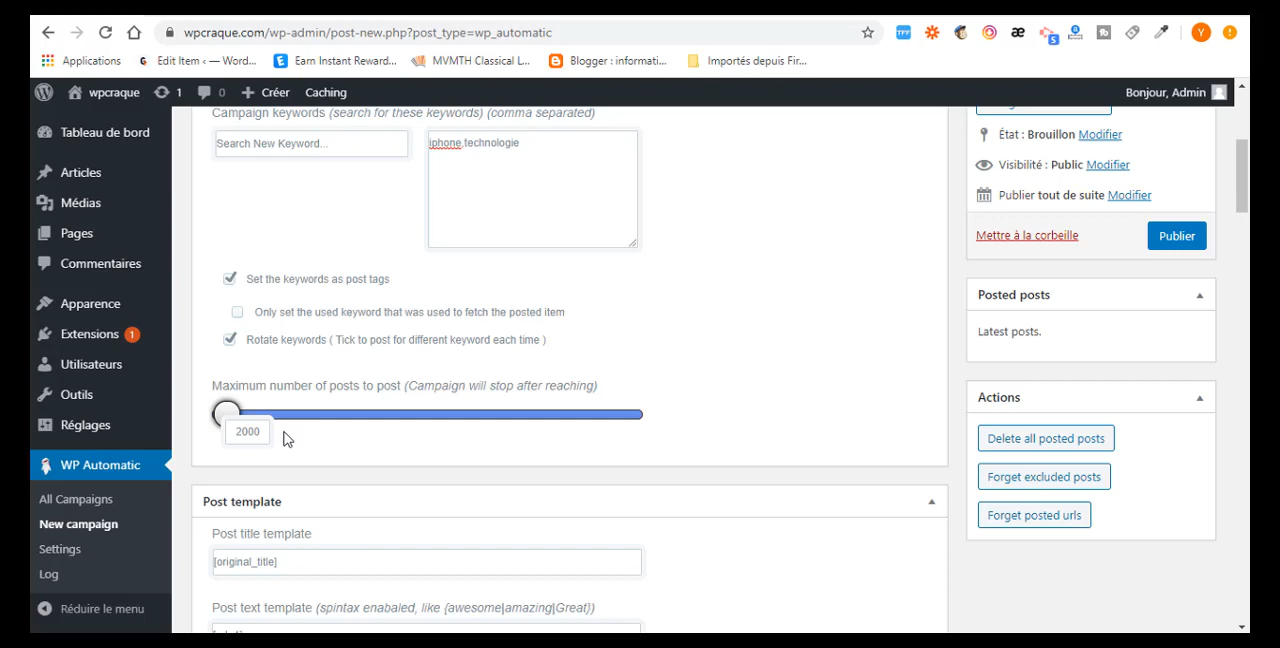 wpcraque.com/wp-admin/post-new.php?post_type=wp_automatic
Applications
Edit Item ‹ — Word...
Earn Instant Reward...
MVMTH Classical L...
Blogger : informati...
Importés depuis Fir...
wpcraque
1
0
Créer
Caching
Bonjour, Admin
Tableau de bord
Articles
Médias
Pages
Commentaires
Apparence
Extensions 1
Utilisateurs
Outils
Réglages
WP Automatic
All Campaigns
New campaign
Settings
Log
Réduire le menu
Campaign keywords (search for these keywords) (comma separated)
Search New Keyword...
iphone,technologie
Set the keywords as post tags
Only set the used keyword that was used to fetch the posted item
Rotate keywords ( Tick to post for different keyword each time )
Maximum number of posts to post (Campaign will stop after reaching)
2000
Post template
Post title template
[original_title]
Post text template (spintax enabaled, like {awesome|amazing|Great})
État : Brouillon Modifier
Visibilité : Public Modifier
Publier tout de suite Modifier
Mettre à la corbeille
Publier
Posted posts
Latest posts.
Actions
Delete all posted posts
Forget excluded posts
Forget posted urls